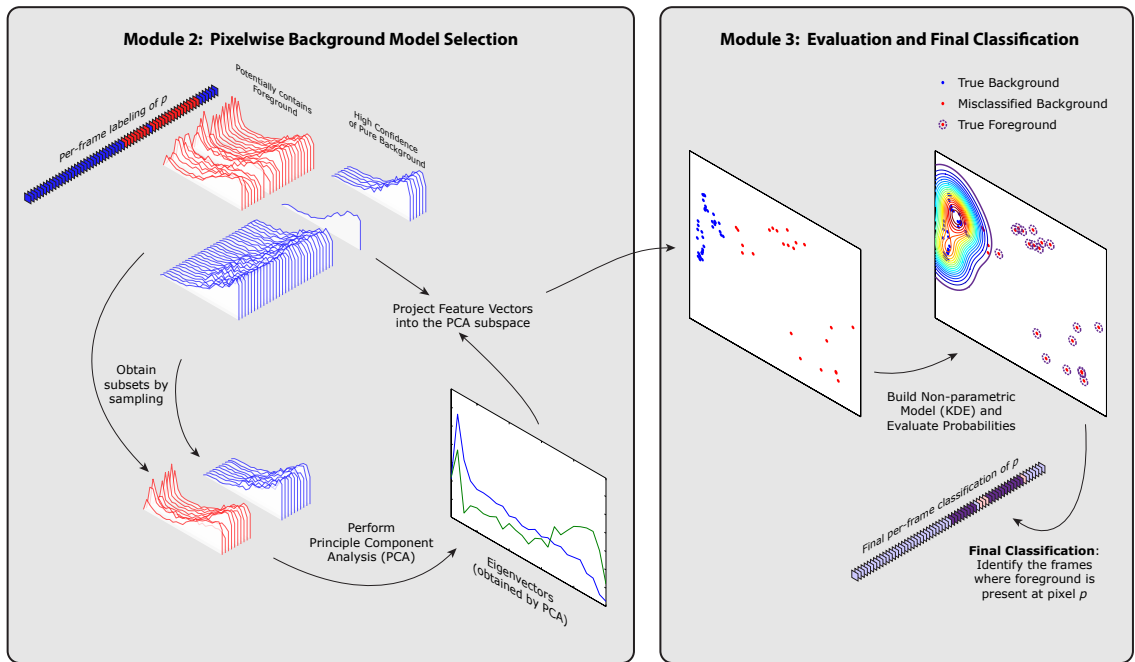 Module 2: Pixelwise Background Model Selection
Per-frame labeling of p
Potentially Contains
Foreground
High Confidence
of Pure Background
Project Feature Vectors
into the PCA subspace
Obtain
subsets by
sampling
Perform
Principle Component
Analysis (PCA)
Eigenvectors
(obtained by PCA)
Module 3: Evaluation and Final Classification
True Background
Misclassified Background
True Foreground
Build Non-parametric
Model (KDE) and
Evaluate Probabilities
Final per-frame classification of p
Final Classification:
Identify the frames
where foreground is
present at pixel p